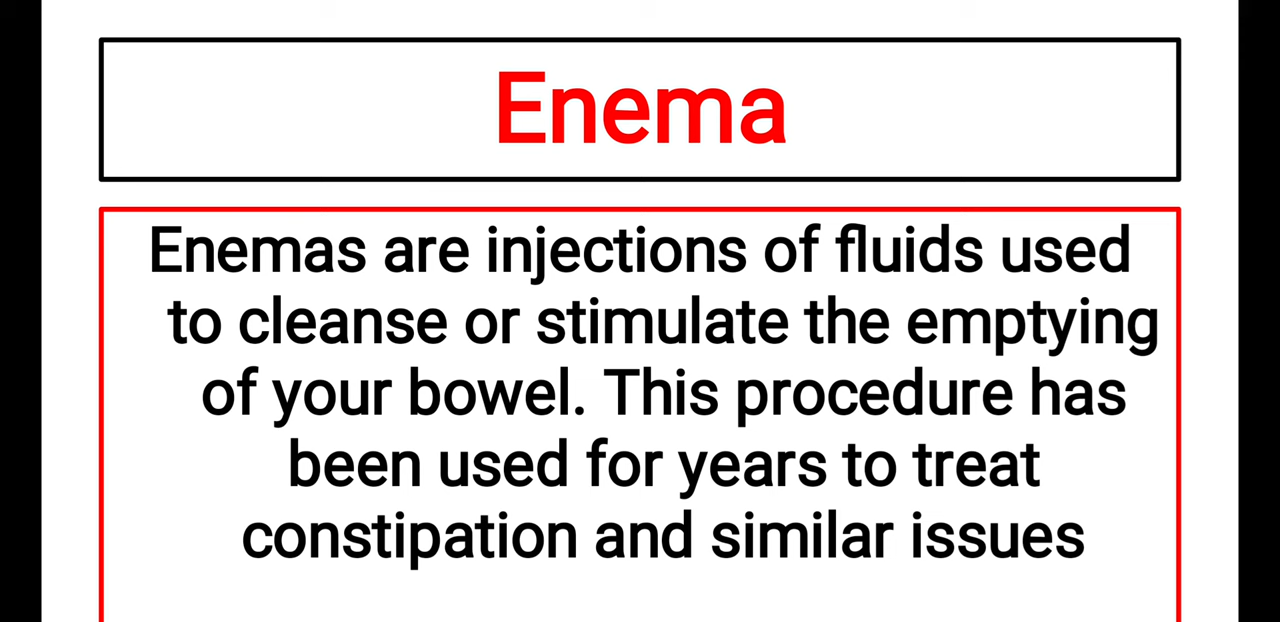 Enema
Enemas are injections of fluids used
to cleanse or stimulate the emptying
of your bowel. This procedure has
been used for years to treat
constipation and similar issues